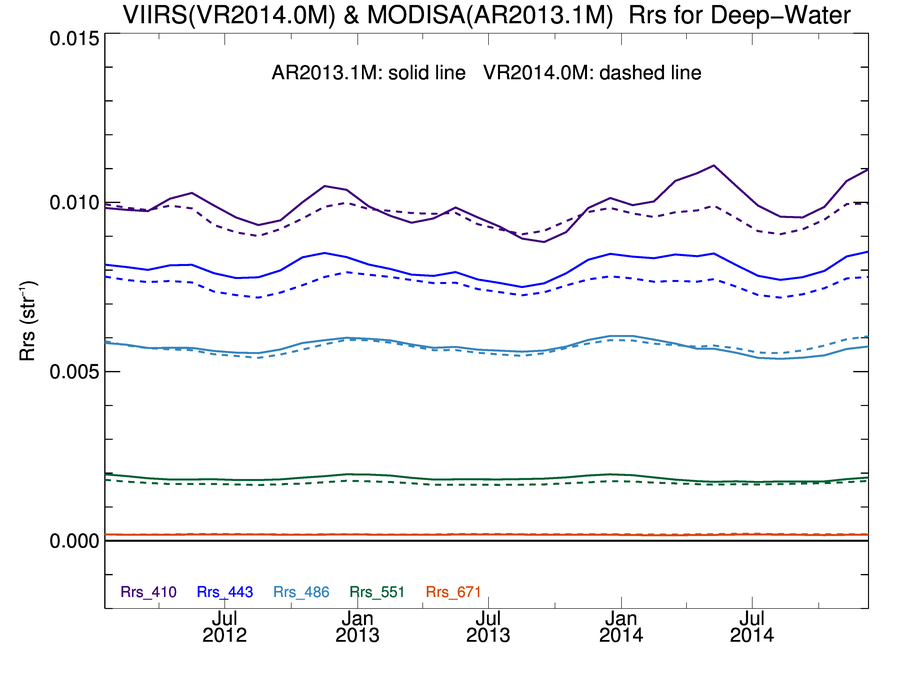 VIIRS(VR2014.0M) & MODISA(AR2013.1M)  Rrs for Deep−Water
0.015
AR2013.1M: solid line   VR2014.0M: dashed line
0.010
Rrs (str⁻¹)
0.005
0.000
Rrs_410 Rrs_443 Rrs_486 Rrs_551 Rrs_671
Jul Jan Jul Jan Jul
2012 2013 2013 2014 2014